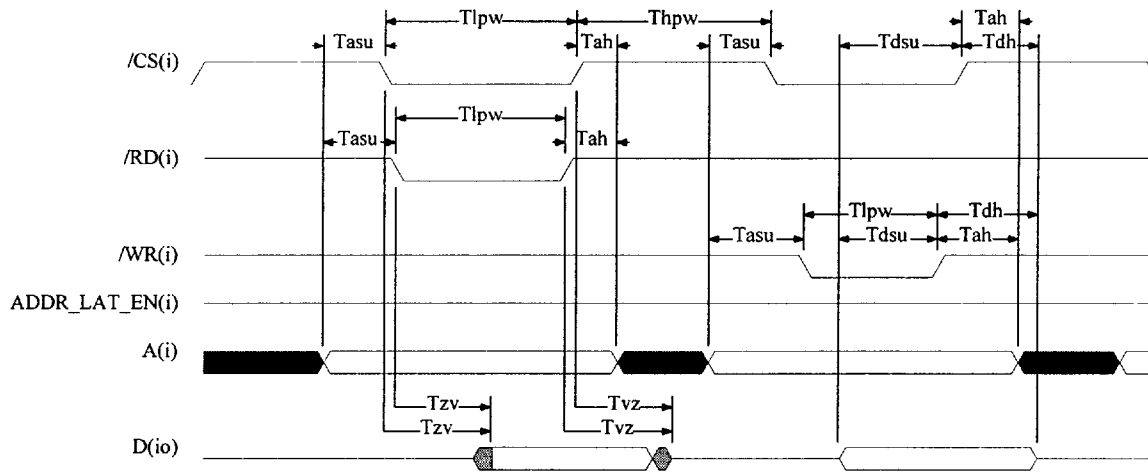 Tlpw Thpw Tah
Tasu Tah Tasu Tdsu Tdh
/CS(i)
Tlpw
Tasu Tah
/RD(i)
Tlpw Tdh
Tasu Tdsu Tah
/WR(i)
ADDR_LAT_EN(i)
A(i)
Tzv Tvz
Tzv Tvz
D(io)